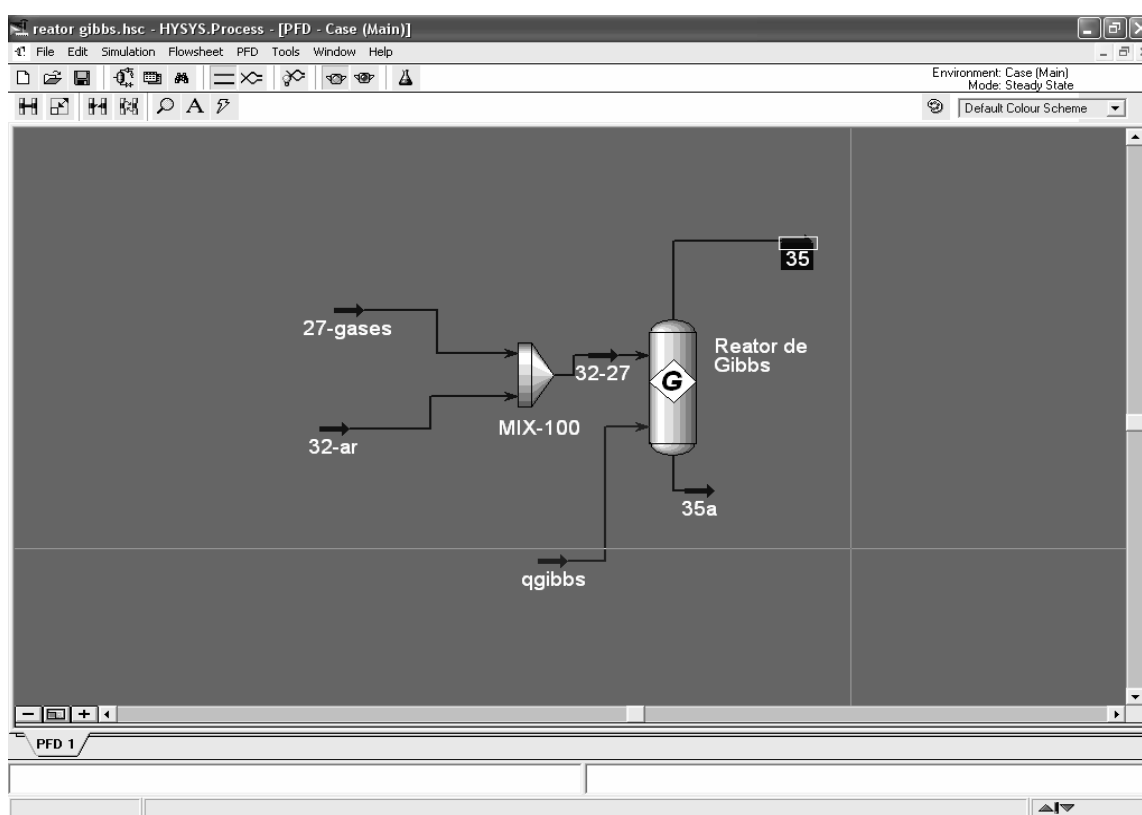 reator gibbs.hsc - HYSYS.Process - [PFD - Case (Main)]
File Edit Simulation Flowsheet PFD Tools Window Help
Environment: Case (Main)
Mode: Steady State
A
Default Colour Scheme
35
27-gases
Reator de
Gibbs
G
32-27
MIX-100
32-ar
35a
qgibbs
PFD 1